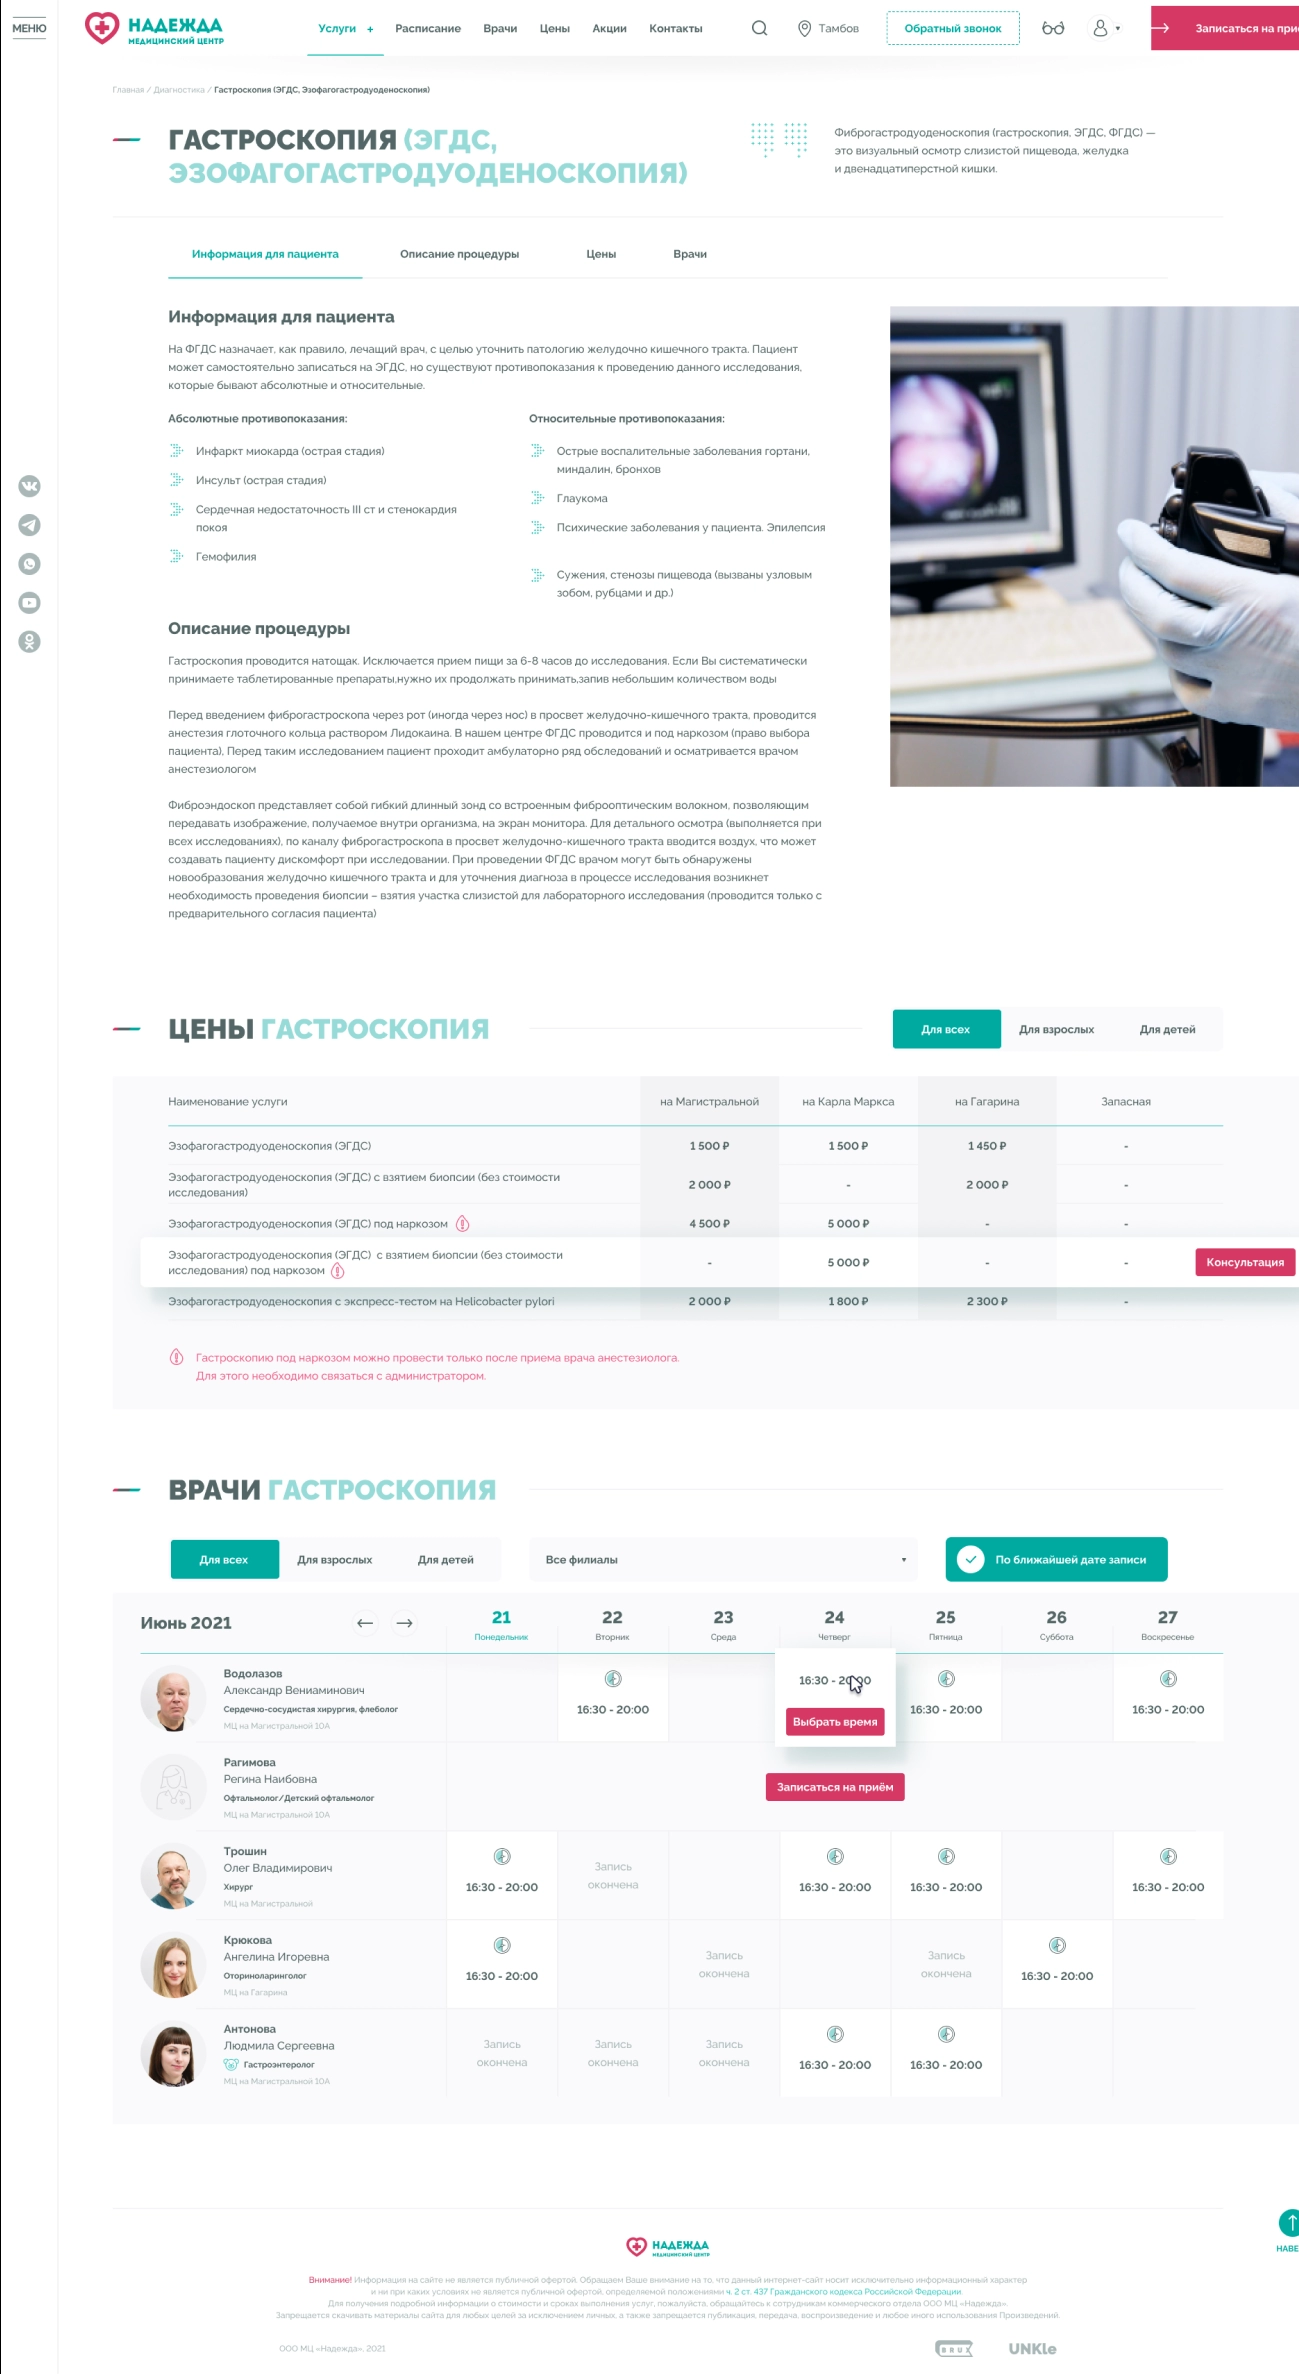 МЕНЮ
НАДЕЖДА
МЕДИЦИНСКИЙ ЦЕНТР
Услуги +
Расписание
Врачи
Цены
Акции
Контакты
Тамбов
Обратный звонок
Записаться на при
Главная / Диагностика / Гастроскопия (ЭГДС, Эзофагогастродуоденоскопия)
ГАСТРОСКОПИЯ (ЭГДС,
ЭЗОФАГОГАСТРОДУОДЕНОСКОПИЯ)
Фиброгастродуоденоскопия (гастроскопия, ЭГДС, ФГДС) —
это визуальный осмотр слизистой пищевода, желудка
и двенадцатиперстной кишки.
Информация для пациента
Описание процедуры
Цены
Врачи
Информация для пациента
На ФГДС назначает, как правило, лечащий врач, с целью уточнить патологию желудочно кишечного тракта. Пациент
может самостоятельно записаться на ЭГДС, но существуют противопоказания к проведению данного исследования,
которые бывают абсолютные и относительные.
Абсолютные противопоказания:
Инфаркт миокарда (острая стадия)
Инсульт (острая стадия)
Сердечная недостаточность III ст и стенокардия
покоя
Гемофилия
Относительные противопоказания:
Острые воспалительные заболевания гортани,
миндалин, бронхов
Глаукома
Психические заболевания у пациента. Эпилепсия
Сужения, стенозы пищевода (вызваны узловым
зобом, рубцами и др.)
Описание процедуры
Гастроскопия проводится натощак. Исключается прием пищи за 6-8 часов до исследования. Если Вы систематически
принимаете таблетированные препараты,нужно их продолжать принимать,запив небольшим количеством воды
Перед введением фиброгастроскопа через рот (иногда через нос) в просвет желудочно-кишечного тракта, проводится
анестезия глоточного кольца раствором Лидокаина. В нашем центре ФГДС проводится и под наркозом (право выбора
пациента), Перед таким исследованием пациент проходит амбулаторно ряд обследований и осматривается врачом
анестезиологом
Фиброэндоскоп представляет собой гибкий длинный зонд со встроенным фиброоптическим волокном, позволяющим
передавать изображение, получаемое внутри организма, на экран монитора. Для детального осмотра (выполняется при
всех исследованиях), по каналу фиброгастроскопа в просвет желудочно-кишечного тракта вводится воздух, что может
создавать пациенту дискомфорт при исследовании. При проведении ФГДС врачом могут быть обнаружены
новообразования желудочно кишечного тракта и для уточнения диагноза в процессе исследования возникнет
необходимость проведения биопсии – взятия участка слизистой для лабораторного исследования (проводится только с
предварительного согласия пациента)
ЦЕНЫ ГАСТРОСКОПИЯ
Для всех
Для взрослых
Для детей
Наименование услуги
на Магистральной
на Карла Маркса
на Гагарина
Запасная
Эзофагогастродуоденоскопия (ЭГДС)
1 500 ₽
1 500 ₽
1 450 ₽
-
Эзофагогастродуоденоскопия (ЭГДС) с взятием биопсии (без стоимости
исследования)
2 000 ₽
-
2 000 ₽
-
Эзофагогастродуоденоскопия (ЭГДС) под наркозом
4 500 ₽
5 000 ₽
-
-
Эзофагогастродуоденоскопия (ЭГДС) с взятием биопсии (без стоимости
исследования) под наркозом
-
5 000 ₽
-
-
Консультация
Эзофагогастродуоденоскопия с экспресс-тестом на Helicobacter pylori
2 000 ₽
1 800 ₽
2 300 ₽
-
Гастроскопию под наркозом можно провести только после приема врача анестезиолога.
Для этого необходимо связаться с администратором.
ВРАЧИ ГАСТРОСКОПИЯ
Для всех
Для взрослых
Для детей
Все филиалы
По ближайшей дате записи
Июнь 2021
21
Понедельник
22
Вторник
23
Среда
24
Четверг
25
Пятница
26
Суббота
27
Воскресенье
Водолазов
Александр Вениаминович
Сердечно-сосудистая хирургия, флеболог
МЦ на Магистральной 10А
16:30 - 20:00
16:30 - 20:00
Выбрать время
16:30 - 20:00
16:30 - 20:00
Рагимова
Регина Наибовна
Офтальмолог/Детский офтальмолог
МЦ на Магистральной 10А
Записаться на приём
Трошин
Олег Владимирович
Хирург
МЦ на Магистральной
16:30 - 20:00
Запись
окончена
16:30 - 20:00
16:30 - 20:00
16:30 - 20:00
Крюкова
Ангелина Игоревна
Оториноларинголог
МЦ на Гагарина
16:30 - 20:00
Запись
окончена
Запись
окончена
16:30 - 20:00
Антонова
Людмила Сергеевна
Гастроэнтеролог
МЦ на Магистральной 10А
Запись
окончена
Запись
окончена
Запись
окончена
16:30 - 20:00
16:30 - 20:00
НАВЕ
НАДЕЖДА
МЕДИЦИНСКИЙ ЦЕНТР
Внимание! Информация на сайте не является публичной офертой. Обращаем Ваше внимание на то, что данный интернет-сайт носит исключительно информационный характер
и ни при каких условиях не является публичной офертой, определяемой положениями ч. 2 ст. 437 Гражданского кодекса Российской Федерации.
Для получения подробной информации о стоимости и сроках выполнения услуг, пожалуйста, обращайтесь к сотрудникам коммерческого отдела ООО МЦ «Надежда».
Запрещается скачивать материалы сайта для любых целей за исключением личных, а также запрещается публикация, передача, воспроизведение и любое иного использования Произведений.
ООО МЦ «Надежда», 2021
BRUX
UNKle